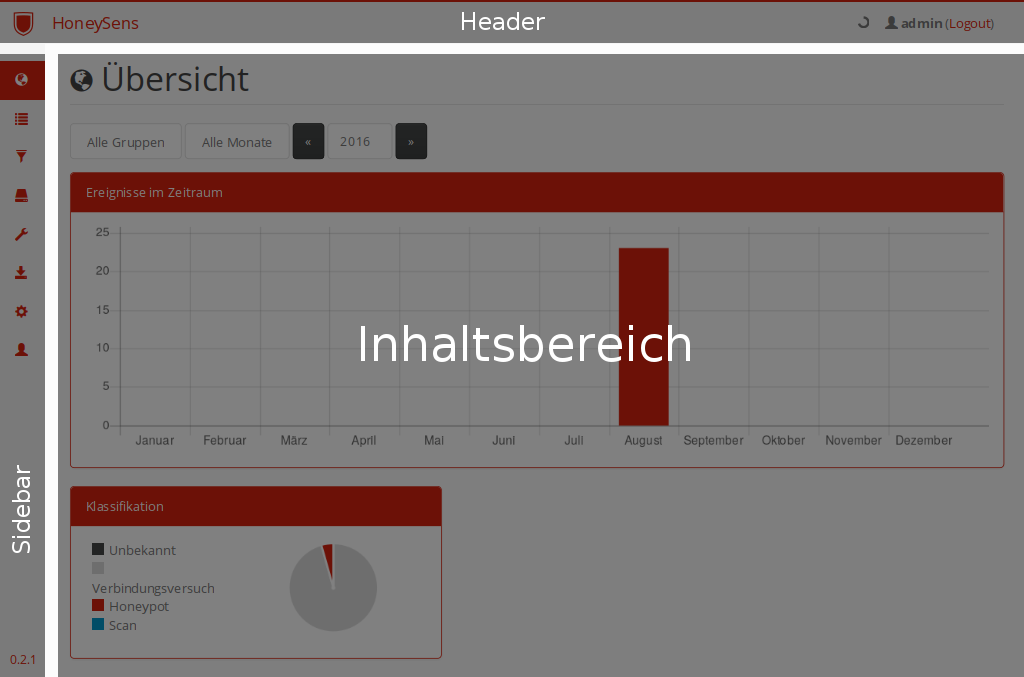 HoneySens
Header
admin (Logout)
Übersicht
Alle Gruppen
Alle Monate
«
2016
»
Ereignisse im Zeitraum
25
20
15
10
5
0
Januar
Februar
März
April
Mai
Juni
Juli
August
September
Oktober
November
Dezember
Inhaltsbereich
Sidebar
Klassifikation
Unbekannt
Verbindungsversuch
Honeypot
Scan
0.2.1